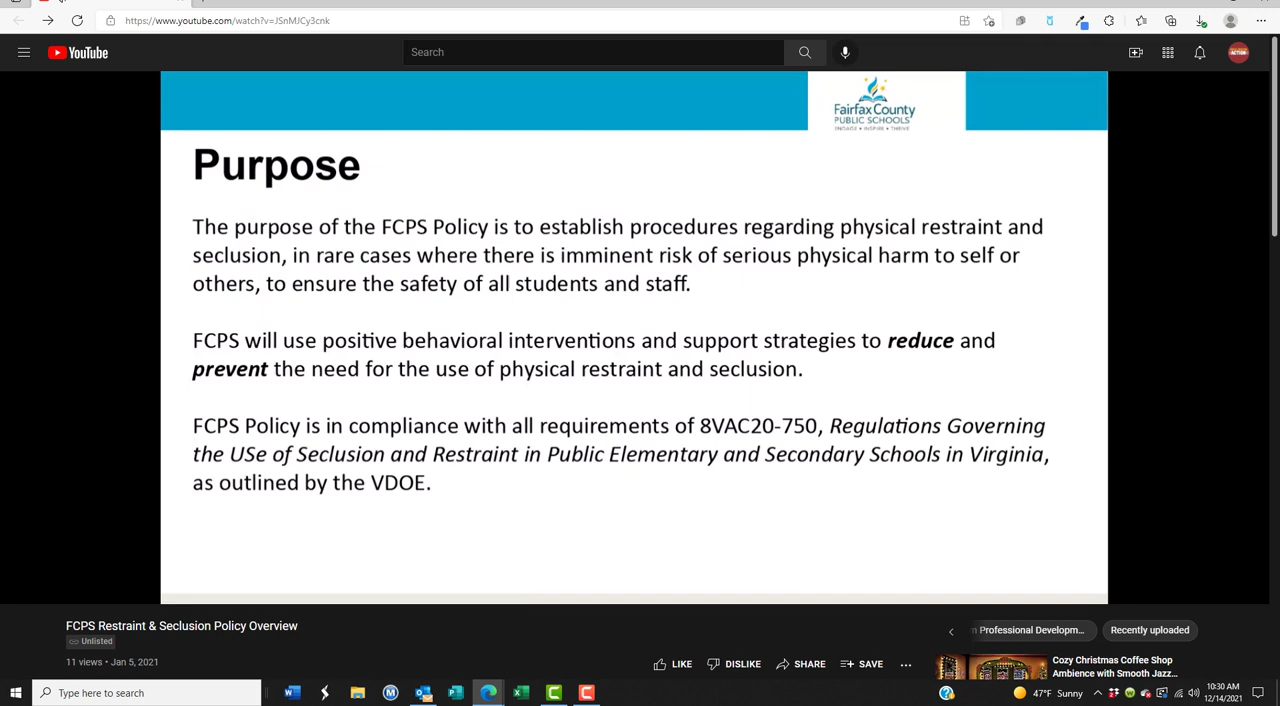 https://www.youtube.com/watch?v=JSnMJCy3cnk
YouTube
Search
Fairfax County
PUBLIC SCHOOLS
ENGAGE • INSPIRE • THRIVE
Purpose
The purpose of the FCPS Policy is to establish procedures regarding physical restraint and
seclusion, in rare cases where there is imminent risk of serious physical harm to self or
others, to ensure the safety of all students and staff.
FCPS will use positive behavioral interventions and support strategies to reduce and
prevent the need for the use of physical restraint and seclusion.
FCPS Policy is in compliance with all requirements of 8VAC20-750, Regulations Governing
the USe of Seclusion and Restraint in Public Elementary and Secondary Schools in Virginia,
as outlined by the VDOE.
FCPS Restraint & Seclusion Policy Overview
Unlisted
11 views • Jan 5, 2021
LIKE DISLIKE SHARE SAVE
Professional Developm... Recently uploaded
Cozy Christmas Coffee Shop
Ambience with Smooth Jazz...
Type here to search
47°F Sunny
10:30 AM
12/14/2021